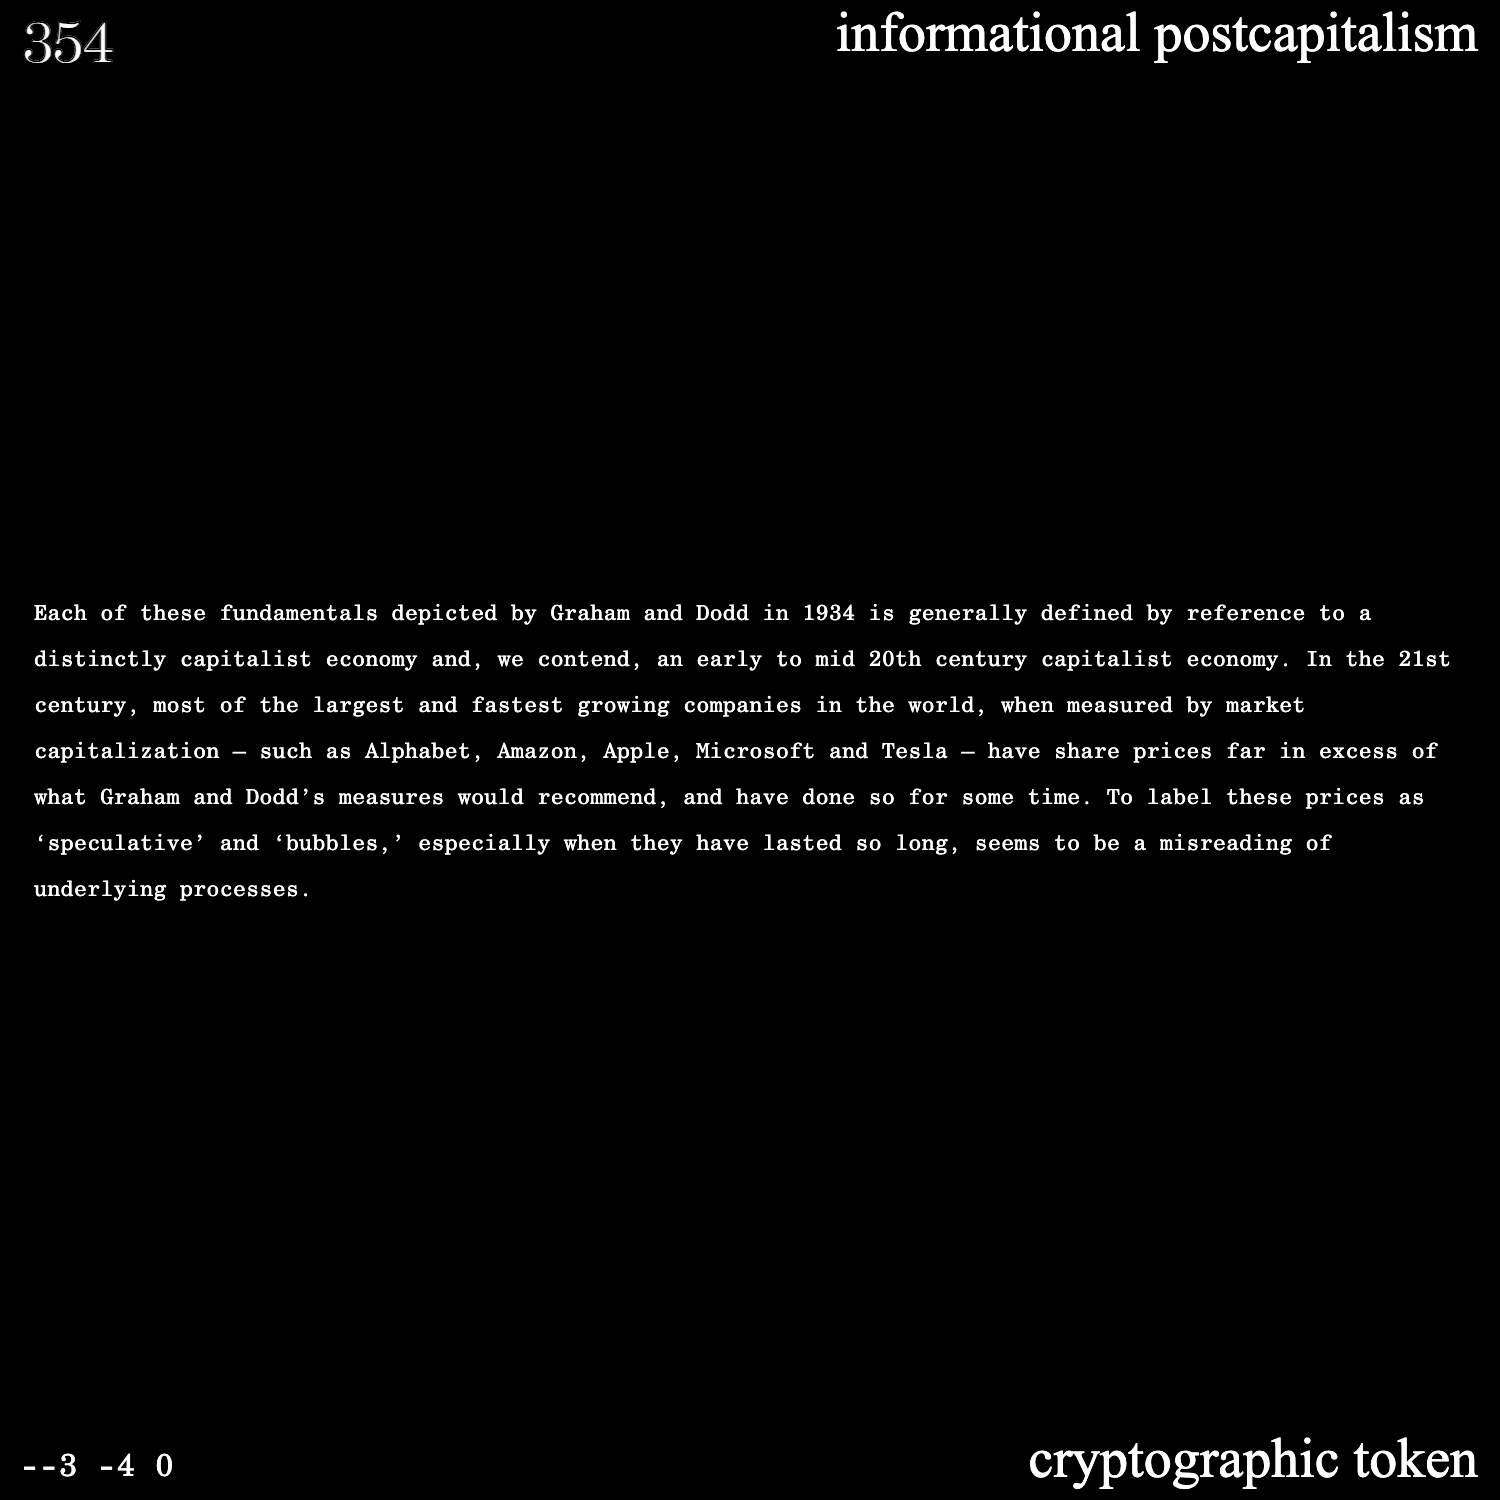 354
informational postcapitalism
Each of these fundamentals depicted by Graham and Dodd in 1934 is generally defined by reference to a
distinctly capitalist economy and, we contend, an early to mid 20th century capitalist economy. In the 21st
century, most of the largest and fastest growing companies in the world, when measured by market
capitalization – such as Alphabet, Amazon, Apple, Microsoft and Tesla – have share prices far in excess of
what Graham and Dodd’s measures would recommend, and have done so for some time. To label these prices as
‘speculative’ and ‘bubbles,’ especially when they have lasted so long, seems to be a misreading of
underlying processes.
--3 -4 0
cryptographic token